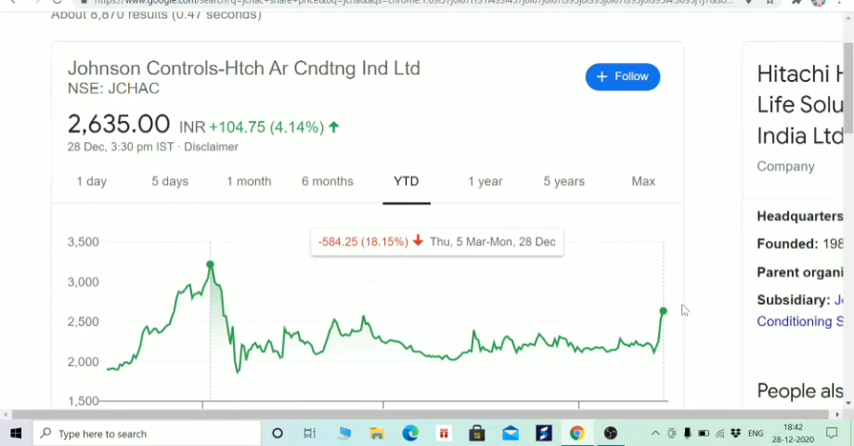 About 8,870 results (0.47 seconds)
Johnson Controls-Htch Ar Cndtng Ind Ltd
NSE: JCHAC
+ Follow
2,635.00 INR +104.75 (4.14%) ↑
28 Dec, 3:30 pm IST · Disclaimer
1 day 5 days 1 month 6 months YTD 1 year 5 years Max
-584.25 (18.15%) ↓ Thu, 5 Mar-Mon, 28 Dec
3,500
3,000
2,500
2,000
1,500
Hitachi H
Life Solu
India Ltd
Company
Headquarters
Founded: 198
Parent organi
Subsidiary: J
Conditioning S
People als
Type here to search
ENG
18:42
28-12-2020